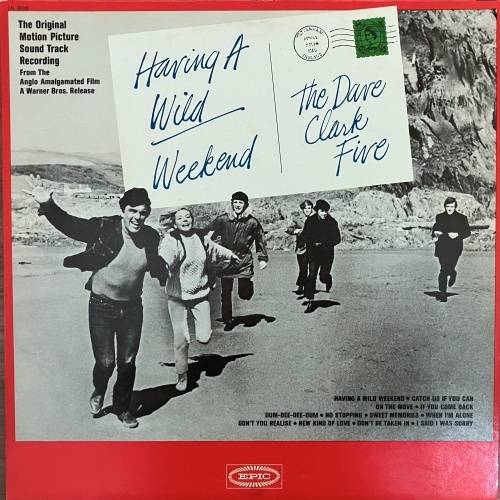 The Original
Motion Picture
Sound Track
Recording
From The
Anglo Amalgamated Film
A Warner Bros. Release
Having A
Wild
Weekend
The Dave
Clark
Five
HAVING A WILD WEEKEND • CATCH US IF YOU CAN
ON THE MOVE • IF YOU COME BACK
DUM-DEE-DEE-DUM • NO STOPPING • SWEET MEMORIES • WHEN I'M ALONE
DON'T YOU REALISE • NEW KIND OF LOVE • DON'T BE TAKEN IN • I SAID I WAS SORRY
EPIC